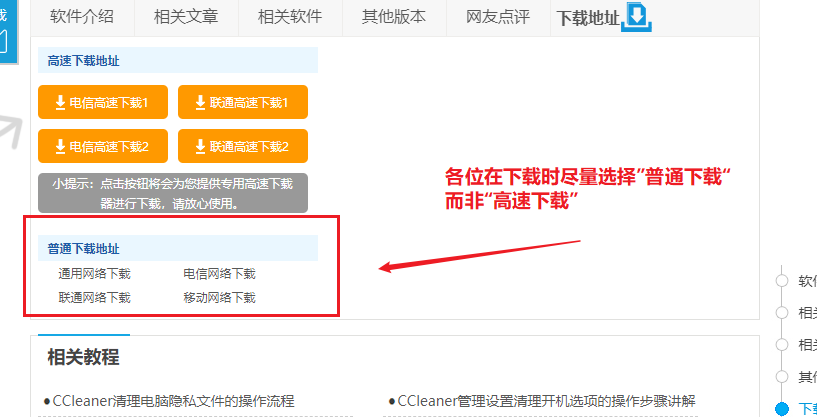 载
软件介绍 相关文章 相关软件 其他版本 网友点评 下载地址
高速下载地址
电信高速下载1 联通高速下载1
电信高速下载2 联通高速下载2
小提示：点击按钮将会为您提供专用高速下载
器进行下载，请放心使用。
各位在下载时尽量选择”普通下载“
而非“高速下载”
普通下载地址
通用网络下载 电信网络下载
联通网络下载 移动网络下载
软件
相关
相关
其他
下载
相关教程
●CCleaner清理电脑隐私文件的操作流程 ●CCleaner管理设置清理开机选项的操作步骤讲解